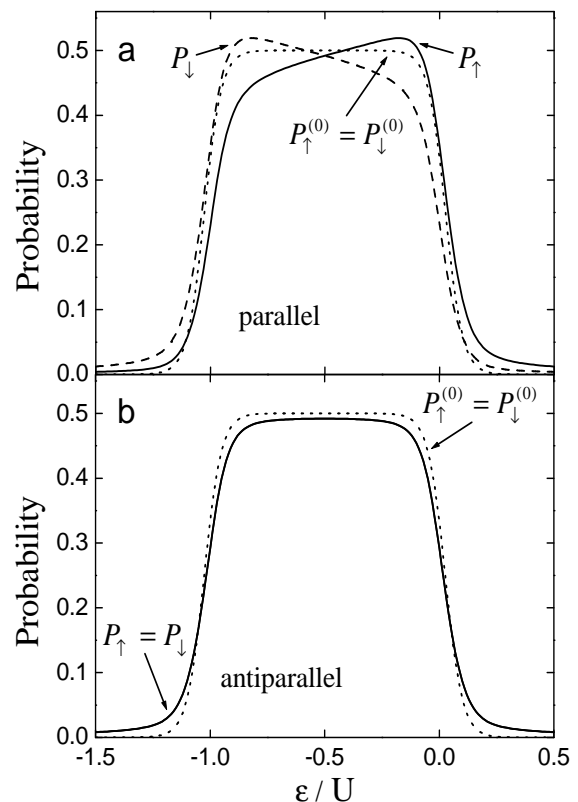 a
P↓
P↑
P↑(0) = P↓(0)
0.5
0.4
0.3
0.2
0.1
0.0
Probability
parallel
b
P↑(0) = P↓(0)
0.5
0.4
0.3
0.2
0.1
0.0
Probability
P↑ = P↓
antiparallel
-1.5 -1.0 -0.5 0.0 0.5
ε / U